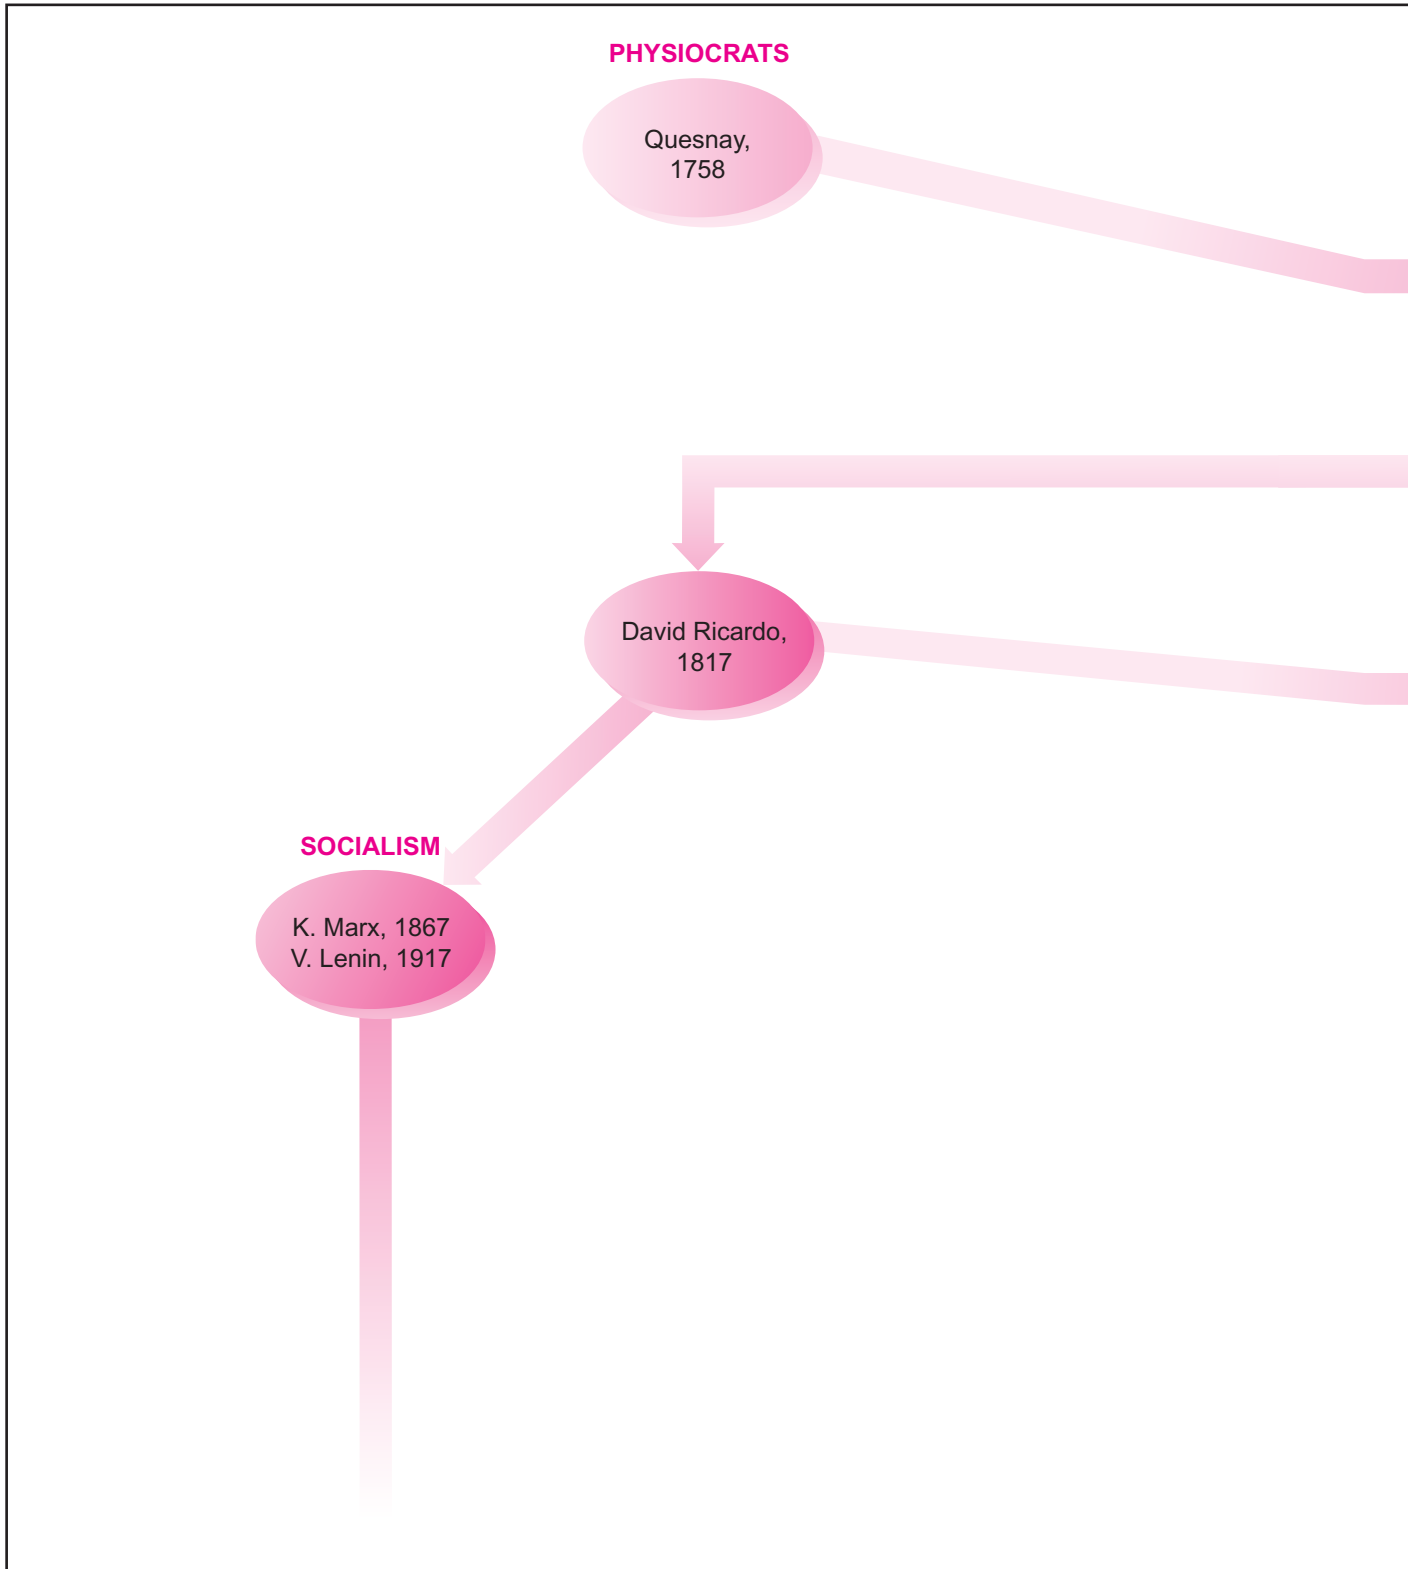 PHYSIOCRATS
Quesnay,
1758
David Ricardo,
1817
SOCIALISM
K. Marx, 1867
V. Lenin, 1917